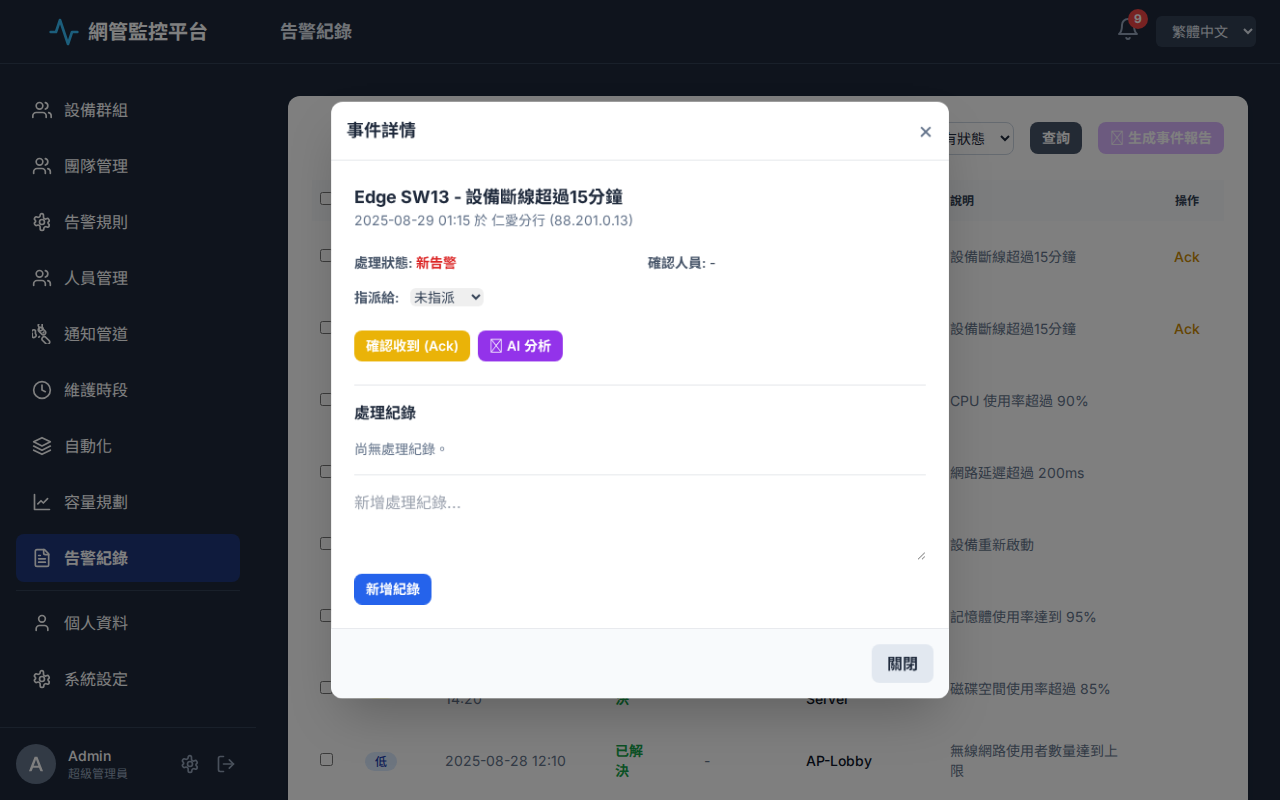 網管監控平台
告警紀錄
9
繁體中文
設備群組
團隊管理
告警規則
人員管理
通知管道
維護時段
自動化
容量規劃
告警紀錄
個人資料
系統設定
A
Admin
超級管理員
事件詳情
×
Edge SW13 - 設備斷線超過15分鐘
2025-08-29 01:15 於 仁愛分行 (88.201.0.13)
處理狀態: 新告警
確認人員: -
指派給: 未指派
確認收到 (Ack)
AI 分析
處理紀錄
尚無處理紀錄。
新增處理紀錄...
新增紀錄
關閉
有狀態
查詢
生成事件報告
說明
操作
設備斷線超過15分鐘
Ack
設備斷線超過15分鐘
Ack
CPU 使用率超過 90%
網路延遲超過 200ms
設備重新啟動
記憶體使用率達到 95%
14:20
決
Server
磁碟空間使用率超過 85%
低
2025-08-28 12:10
已解
決
-
AP-Lobby
無線網路使用者數量達到上
限